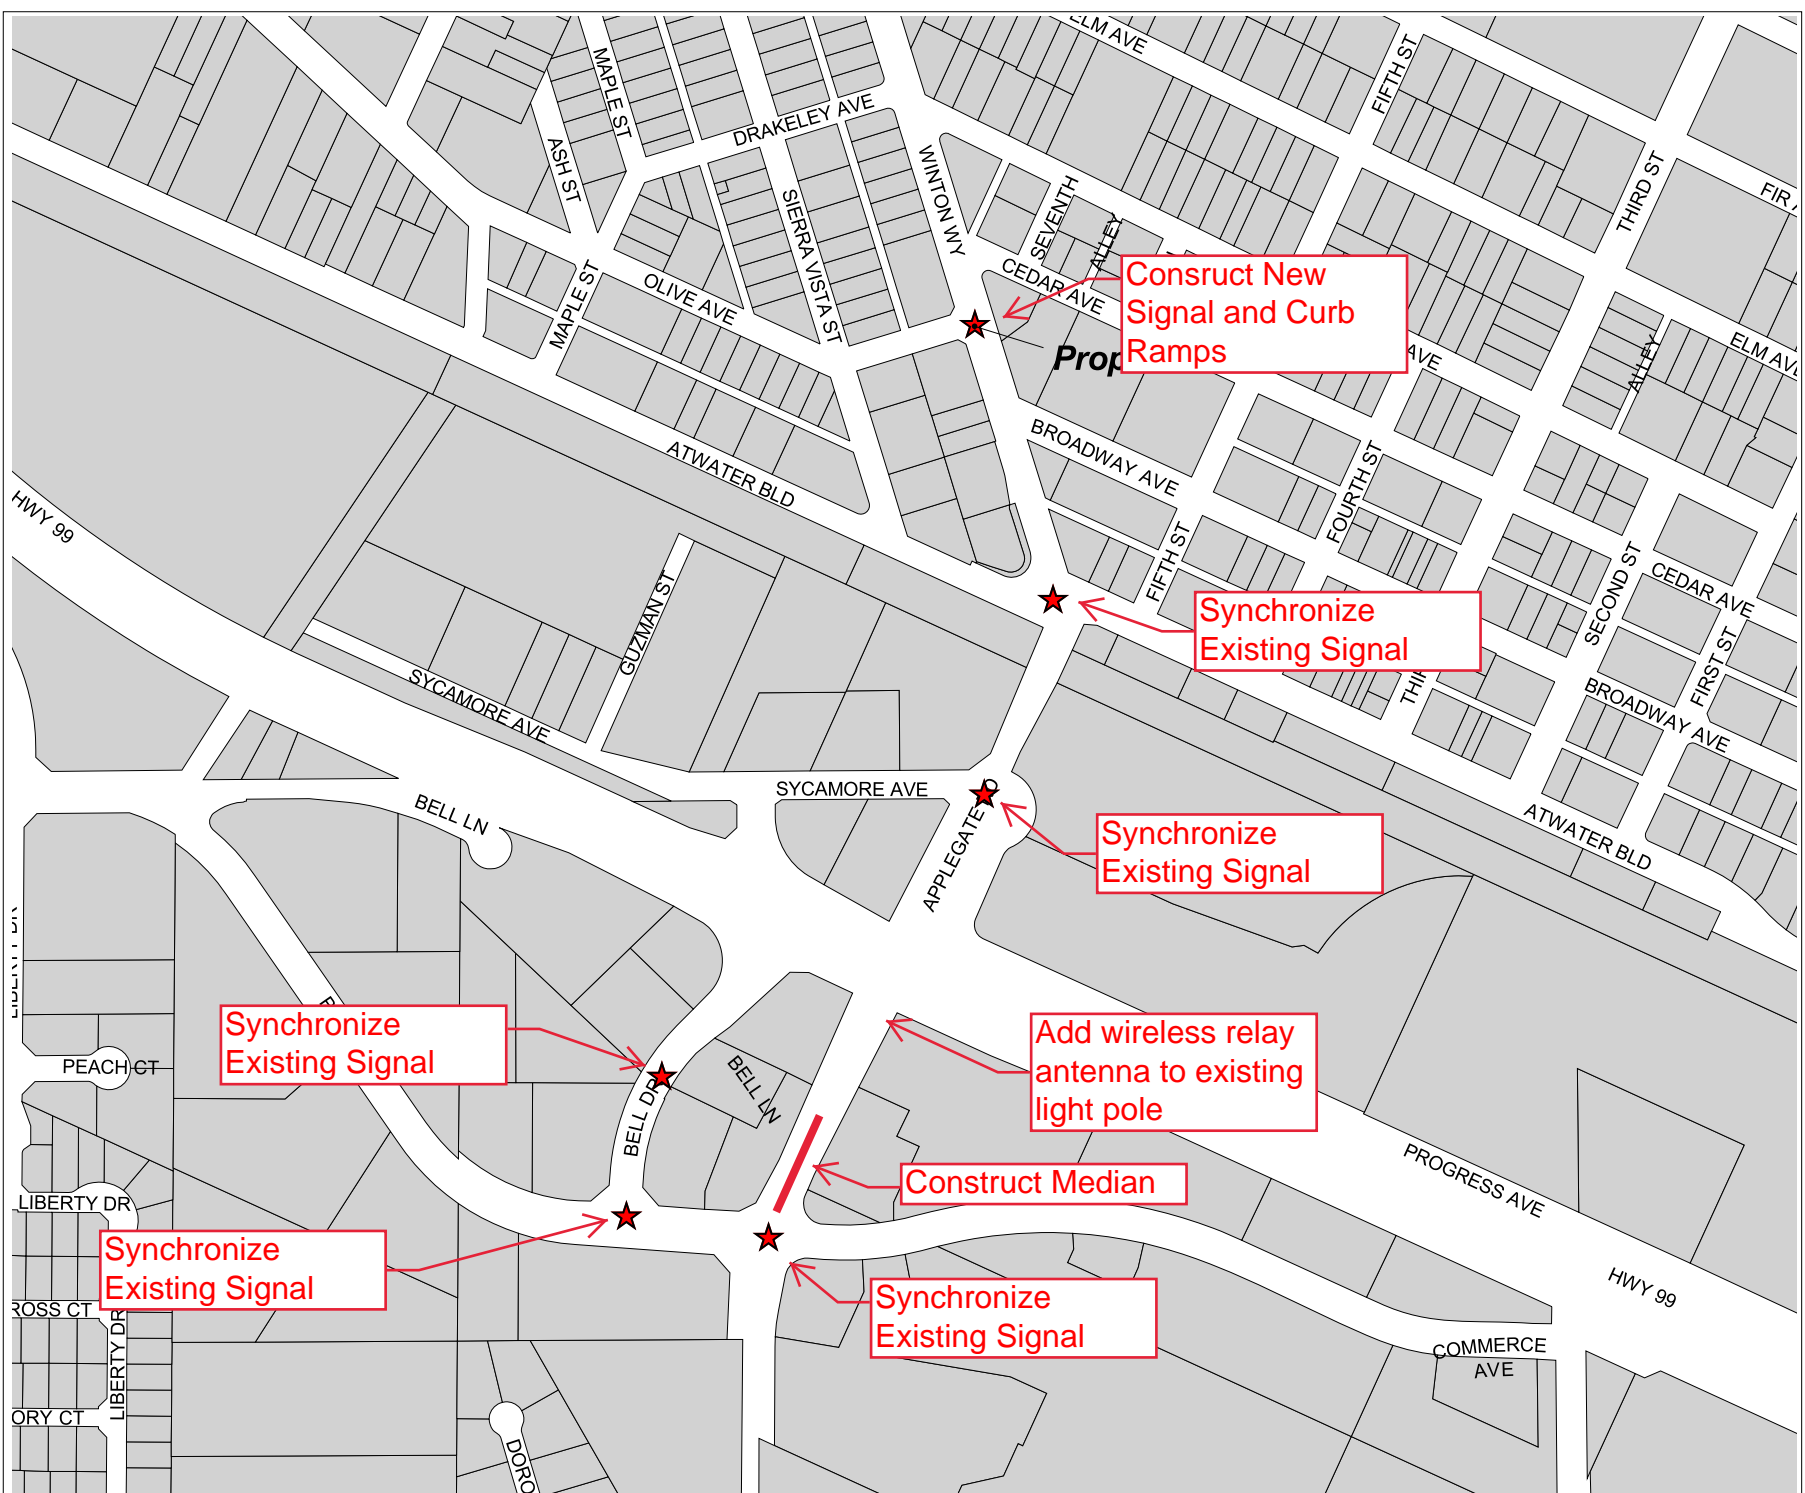 ELM AVE
FIFTH ST
MAPLE ST
DRAKELEY AVE
ASH ST
WINTON WY
THIRD ST
FIR
SEVENTH
SIERRA VISTA ST
ALLEY
CEDAR AVE
Consruct New
Signal and Curb
Ramps
OLIVE AVE
MAPLE ST
Prop
AVE
ELM AVE
ALLEY
BROADWAY AVE
ATWATER BLD
FOURTH ST
HWY 99
FIFTH ST
SECOND ST
CEDAR AVE
GUZMAN ST
Synchronize
Existing Signal
FIRST ST
THIR
SYCAMORE AVE
BROADWAY AVE
SYCAMORE AVE
BELL LN
APPLEGATE
ATWATER BLD
Synchronize
Existing Signal
LIBERTY DR
Synchronize
Existing Signal
Add wireless relay
antenna to existing
light pole
PEACH CT
BELL LN
BELL DR
PROGRESS AVE
Construct Median
LIBERTY DR
Synchronize
Existing Signal
HWY 99
Synchronize
Existing Signal
ROSS CT
LIBERTY DR
COMMERCE
AVE
ORY CT
DORO